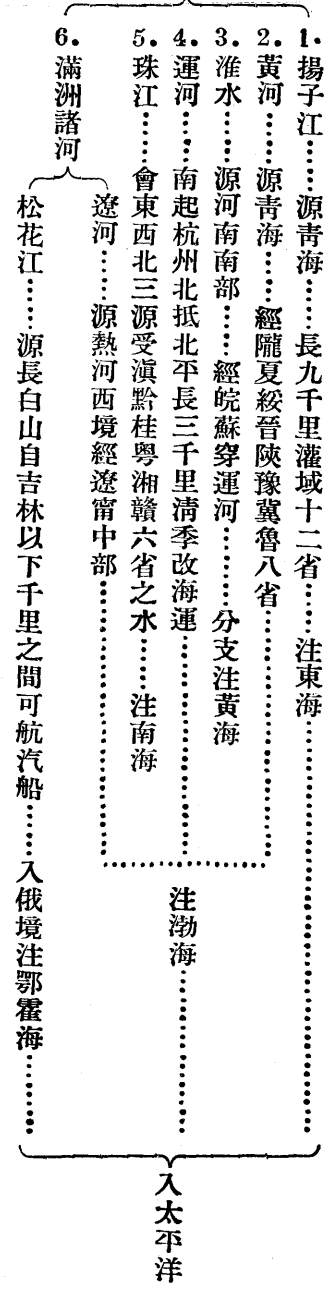 1. 揚子江……源青海……長九千里灌域十二省……注東海……
2. 黃河……源青海……經隴夏綏晉陝豫冀魯八省……
3. 淮水……源河南南部……經皖蘇穿運河……分支注黃海
4. 運河……南起杭州北抵北平長三千里淸季改海運……
5. 珠江……會東西北三源受滇黔桂粵湘贛六省之水……注南海
6. 滿洲諸河
遼河……源熱河西境經遼甯中部……
松花江……源長白山自吉林以下千里之間可航汽船……入俄境注鄂霍海……
注渤海……
入太平洋